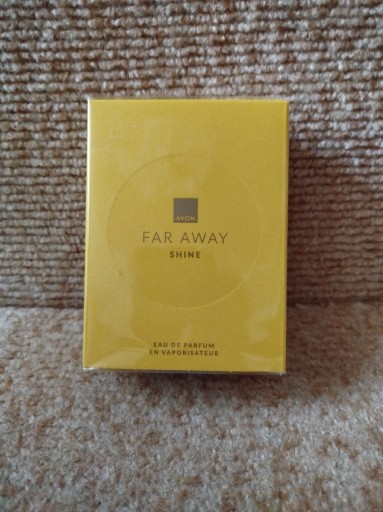 AVON
FAR AWAY
SHINE
EAU DE PARFUM
EN VAPORISATEUR